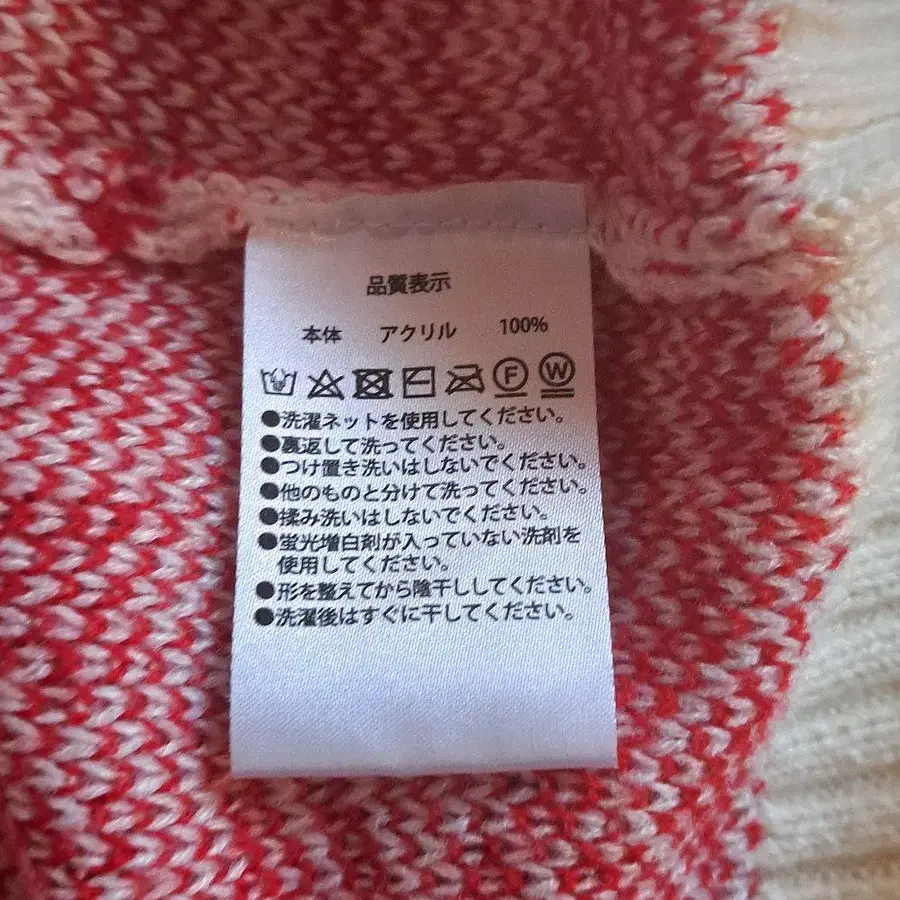 品質表示
本体 アクリル 100%
F W
●洗濯ネットを使用してください。
●裏返して洗ってください。
●つけ置き洗いはしないでください。
●他のものと分けて洗ってください。
●揉み洗いはしないでください。
●蛍光増白剤が入っていない洗剤を
使用してください。
●形を整えてから陰干ししてください。
●洗濯後はすぐに干してください。